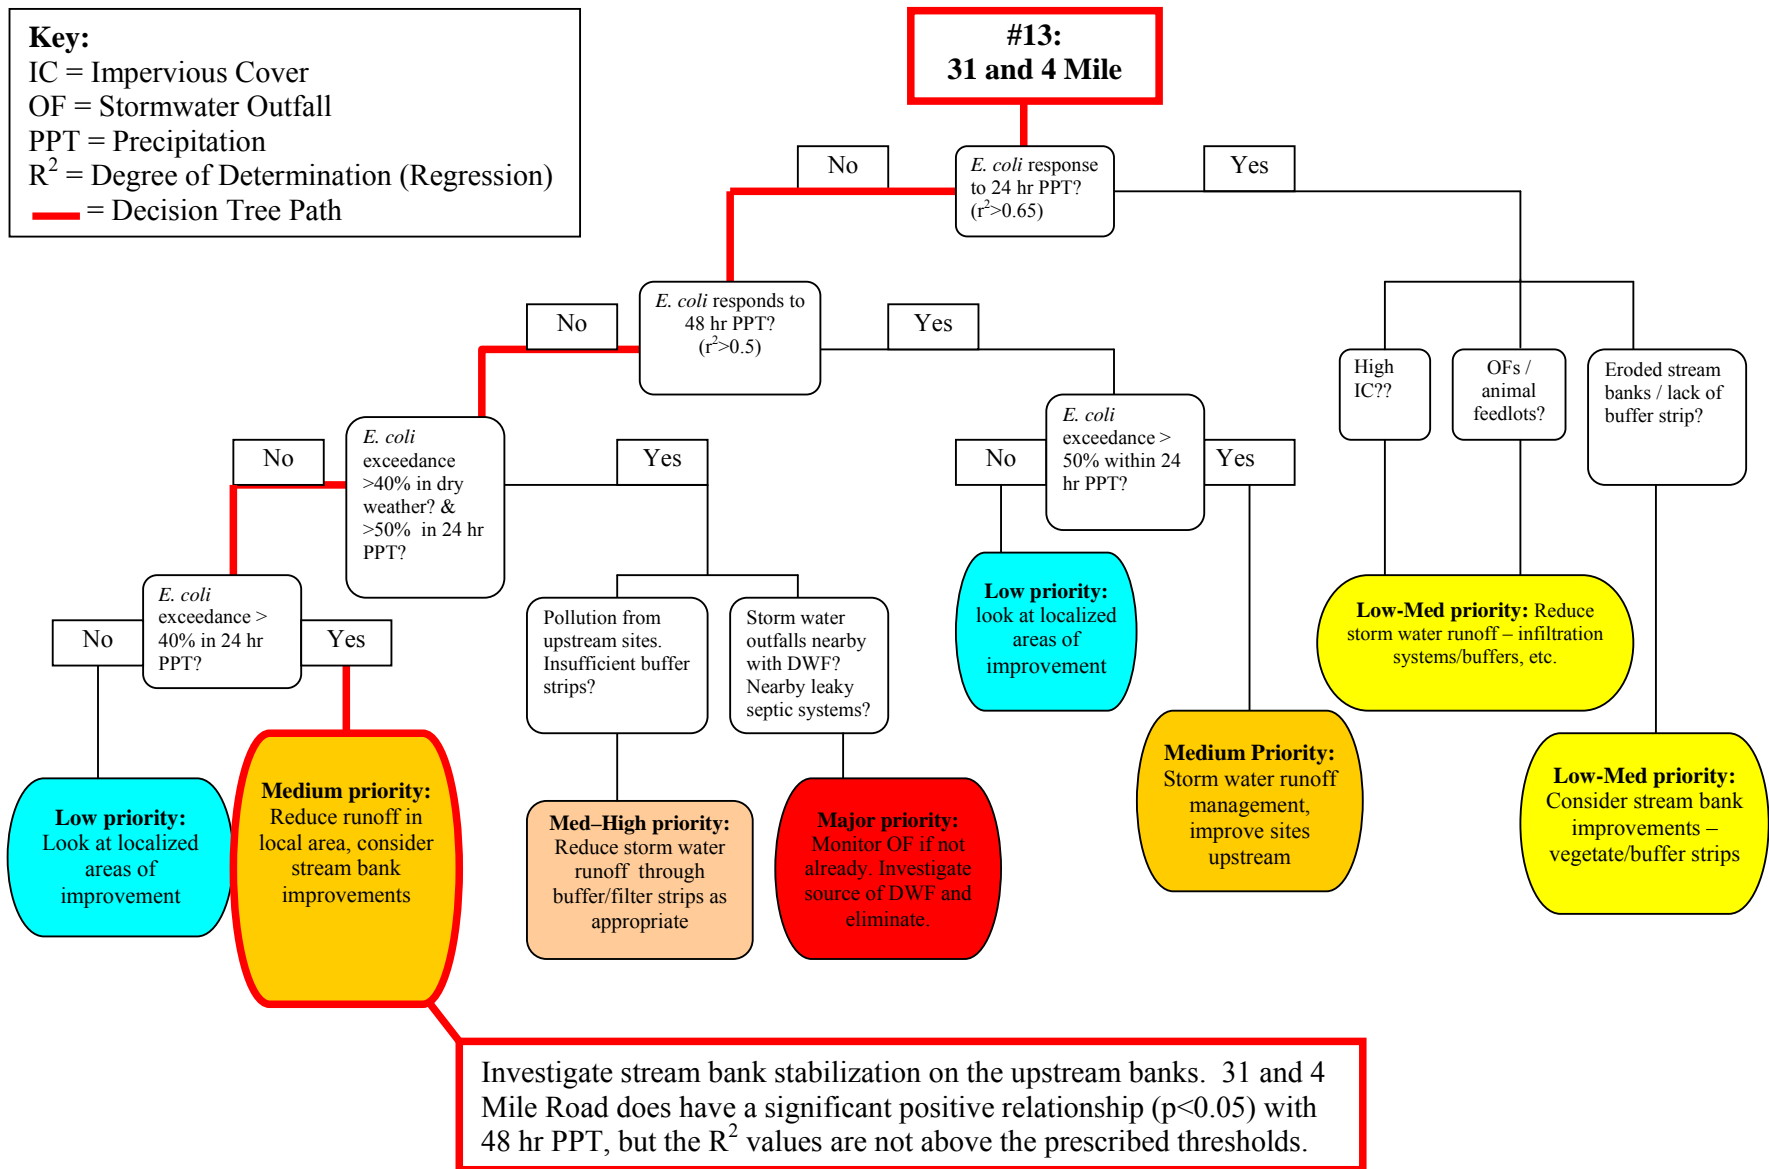 Key:
IC = Impervious Cover
OF = Stormwater Outfall
PPT = Precipitation
R² = Degree of Determination (Regression)
= Decision Tree Path
#13:
31 and 4 Mile
E. coli response
to 24 hr PPT?
(r²>0.65)
No
Yes
E. coli responds to
48 hr PPT?
(r²>0.5)
No
Yes
High
IC??
OFs /
animal
feedlots?
Eroded stream
banks / lack of
buffer strip?
E. coli
exceedance
>40% in dry
weather? &
>50% in 24 hr
PPT?
No
Yes
E. coli
exceedance >
50% within 24
hr PPT?
No
Yes
E. coli
exceedance >
40% in 24 hr
PPT?
No
Yes
Pollution from
upstream sites.
Insufficient buffer
strips?
Storm water
outfalls nearby
with DWF?
Nearby leaky
septic systems?
Low priority:
look at localized
areas of
improvement
Low-Med priority: Reduce
storm water runoff – infiltration
systems/buffers, etc.
Low priority:
Look at localized
areas of
improvement
Medium priority:
Reduce runoff in
local area, consider
stream bank
improvements
Med–High priority:
Reduce storm water
runoff through
buffer/filter strips as
appropriate
Major priority:
Monitor OF if not
already. Investigate
source of DWF and
eliminate.
Medium Priority:
Storm water runoff
management,
improve sites
upstream
Low-Med priority:
Consider stream bank
improvements –
vegetate/buffer strips
Investigate stream bank stabilization on the upstream banks. 31 and 4
Mile Road does have a significant positive relationship (p<0.05) with
48 hr PPT, but the R² values are not above the prescribed thresholds.